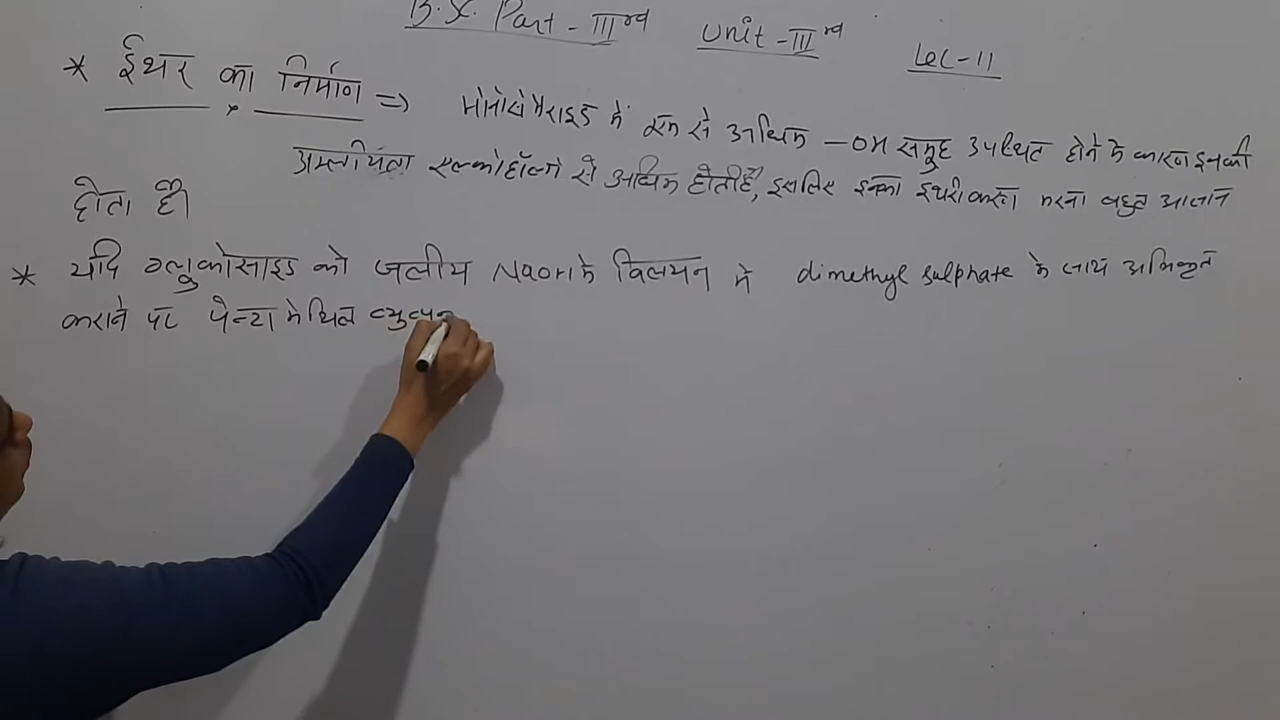 B.Sc. Part-III Unit-III Lec-11
* ईथर का निर्माण => मोनोसैकेराइड में एक से अधिक -OH समूह उपस्थित होने के कारण इनकी
अम्लीयता एल्कोहॉलो से अधिक होती है, इसलिए इनका ईथरीकरण करना बहुत आसान
होता है।
* यदि ग्लुकोसाइड को जलीय NaOH के विलयन में dimethyl sulphate के साथ अभिकृत
कराने पर पेन्टा मेथिल व्युत्पन